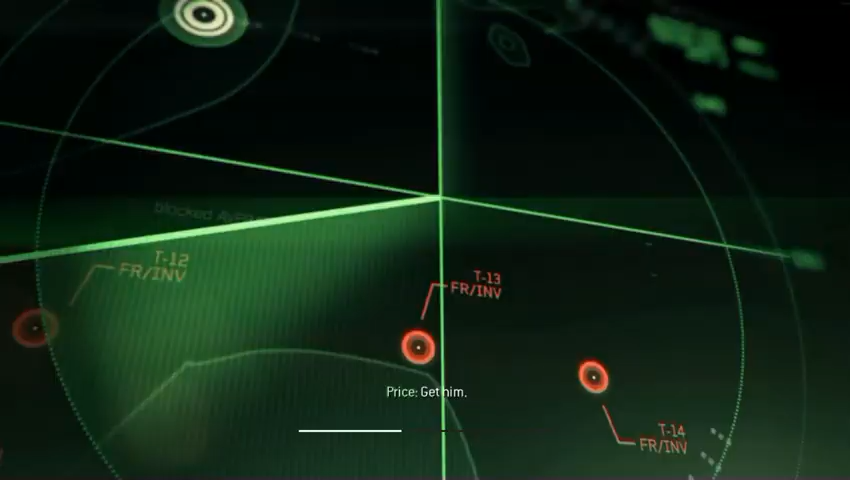 T-12
FR/INV
T-13
FR/INV
Price: Get him.
T-14
FR/INV